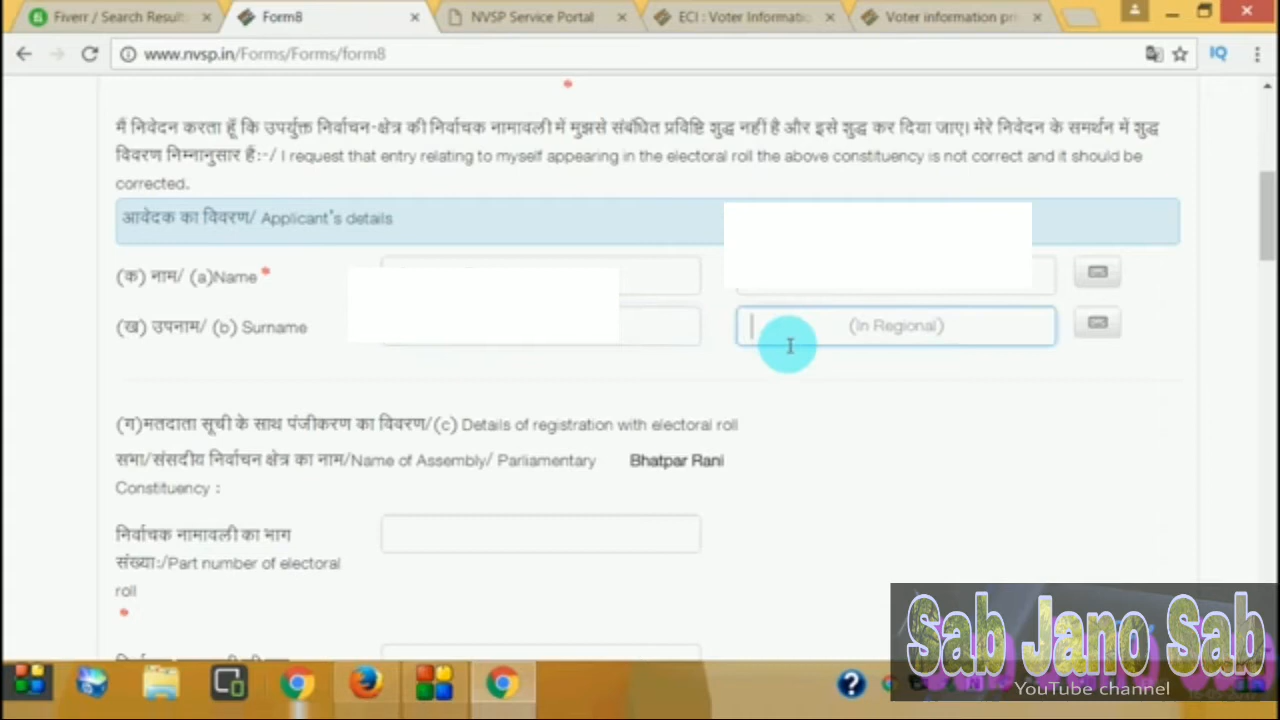 Fiverr / Search Result
Form8
NVSP Service Portal
ECI : Voter Informatic
Voter information pr
www.nvsp.in/Forms/Forms/form8
IQ
मैं निवेदन करता हूँ कि उपर्युक्त निर्वाचन-क्षेत्र की निर्वाचक नामावली में मुझसे संबंधित प्रविष्टि शुद्ध नहीं है और इसे शुद्ध कर दिया जाए। मेरे निवेदन के समर्थन में शुद्ध
विवरण निम्नानुसार हैं:-/ I request that entry relating to myself appearing in the electoral roll the above constituency is not correct and it should be
corrected.
आवेदक का विवरण/ Applicant's details
(क) नाम/ (a)Name *
(ख) उपनाम/ (b) Surname
(In Regional)
(ग)मतदाता सूची के साथ पंजीकरण का विवरण/(c) Details of registration with electoral roll
सभा/संसदीय निर्वाचन क्षेत्र का नाम/Name of Assembly/ Parliamentary Bhatpar Rani
Constituency :
निर्वाचक नामावली का भाग
संख्या:/Part number of electoral
roll
*
Sab Jano Sab
YouTube channel